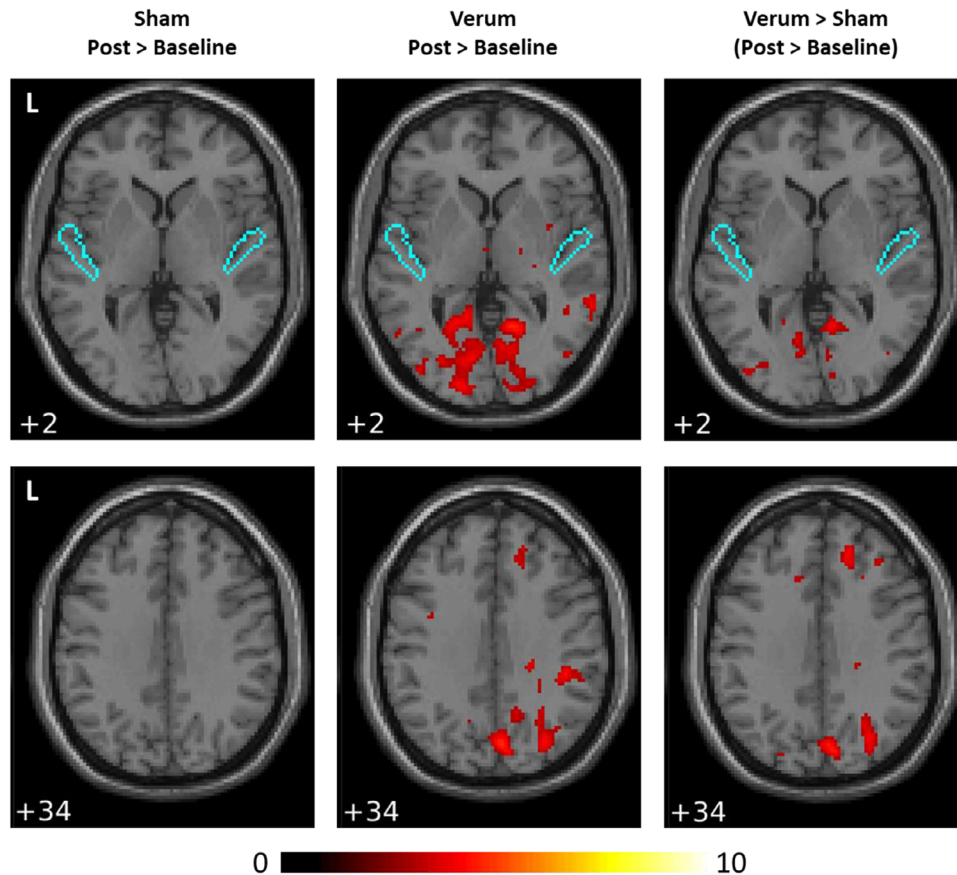 Sham
Post > Baseline
Verum
Post > Baseline
Verum > Sham
(Post > Baseline)
L
+2
+2
+2
L
+34
+34
+34
0
10